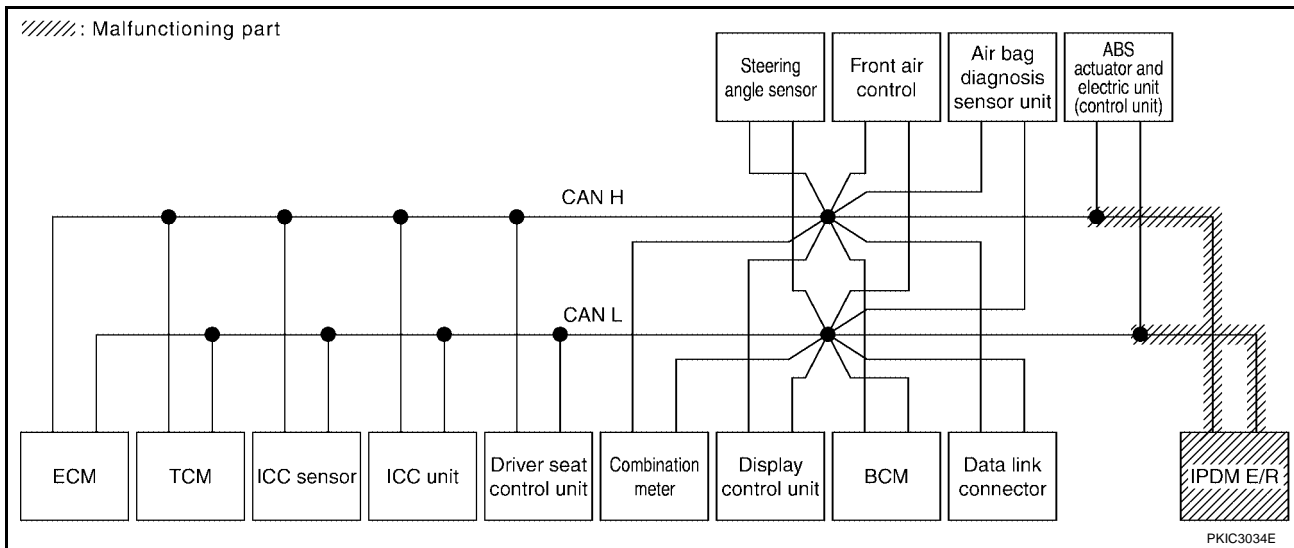 : Malfunctioning part
Steering
angle sensor
Front air
control
Air bag
diagnosis
sensor unit
ABS
actuator and
electric unit
(control unit)
CAN H
CAN L
ECM
TCM
ICC sensor
ICC unit
Driver seat
control unit
Combination
meter
Display
control unit
BCM
Data link
connector
IPDM E/R
PKIC3034E